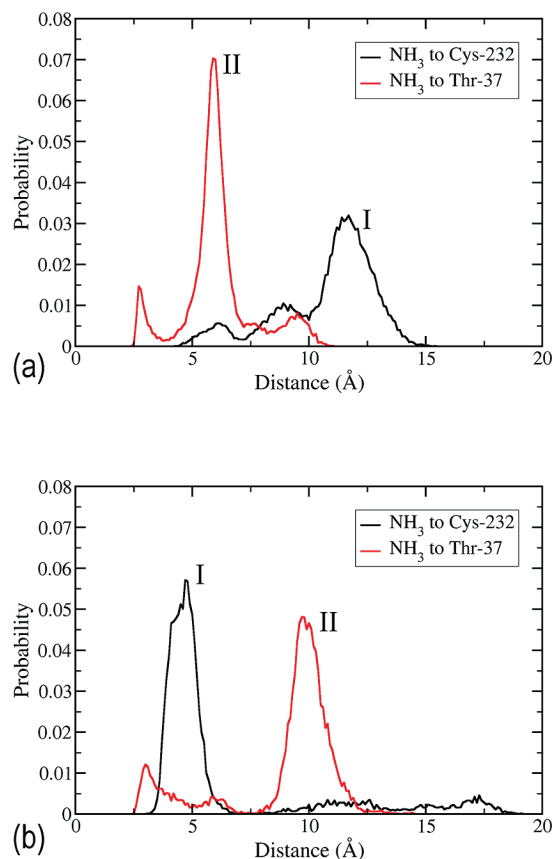 0.08
0.07
0.06
0.05
0.04
0.03
0.02
0.01
0
Probability
II
I
NH3 to Cys-232
NH3 to Thr-37
0 5 10 15 20
Distance (Å)
(a)
0.08
0.07
0.06
0.05
0.04
0.03
0.02
0.01
0
Probability
I
II
NH3 to Cys-232
NH3 to Thr-37
0 5 10 15 20
Distance (Å)
(b)